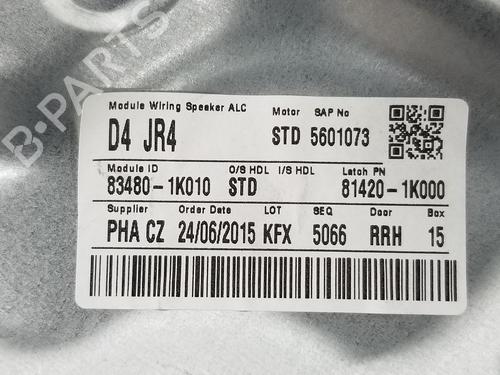 B-PARTS
Module Wiring Speaker ALC Motor SAP No
D4 JR4 STD 5601073
Module ID O/S HDL I/S HDL Latch PN
83480-1K010 STD 81420-1K000
Supplier Order Date LOT SEQ Door Box
PHA CZ 24/06/2015 KFX 5066 RRH 15